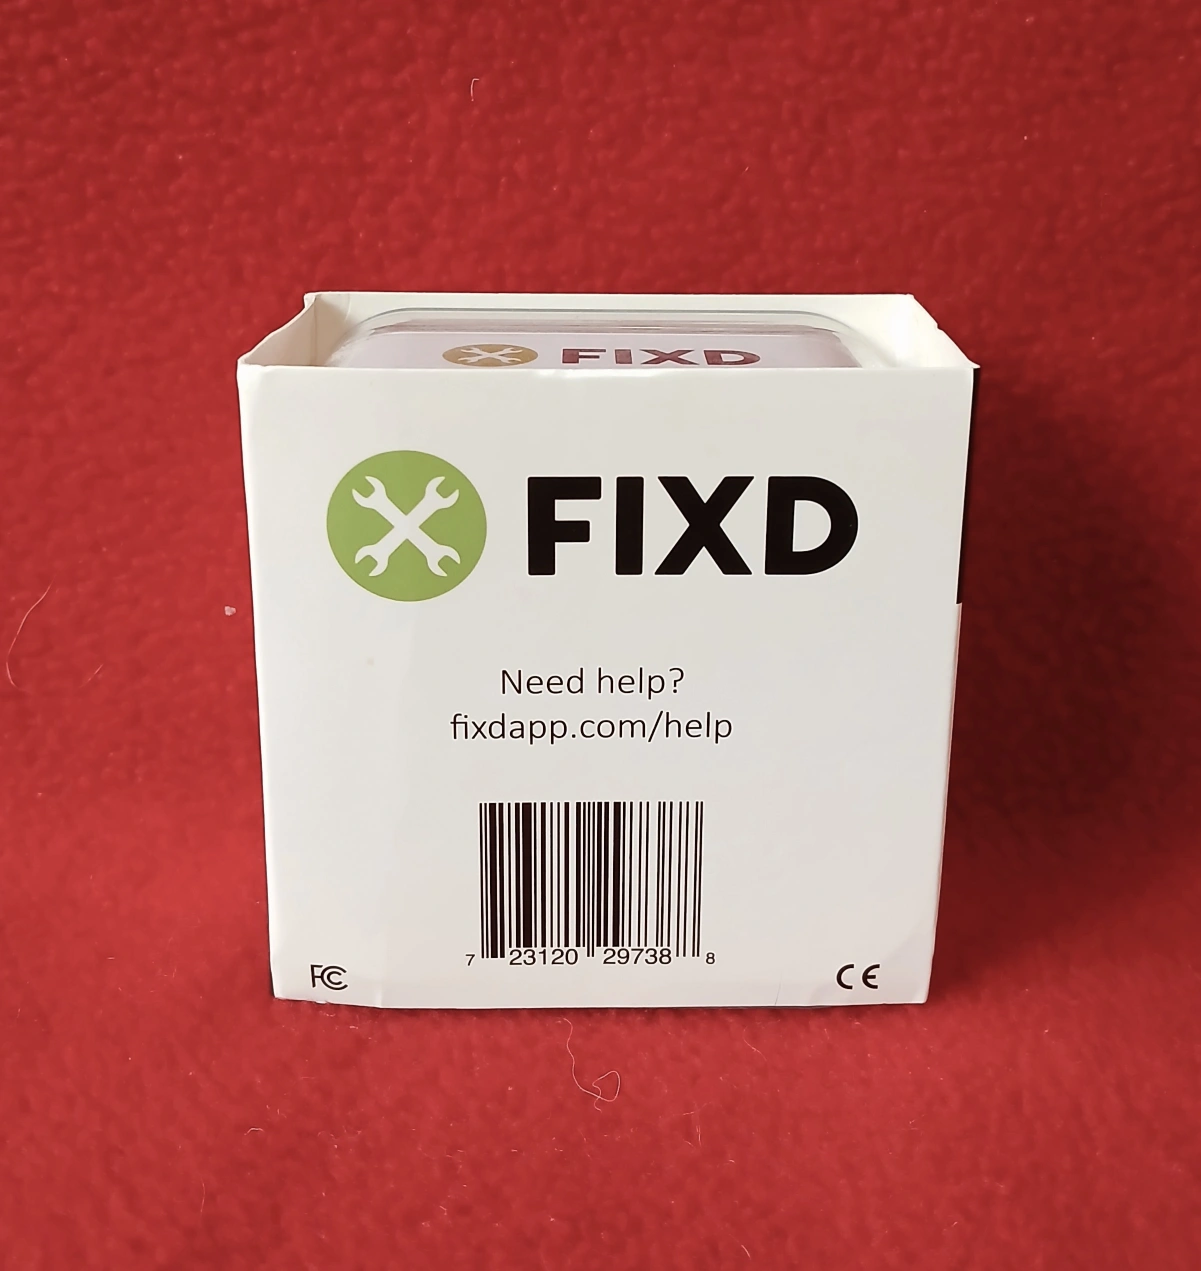 FIXD
FIXD
Need help?
fixdapp.com/help
7 23120 29738 8
FC CE